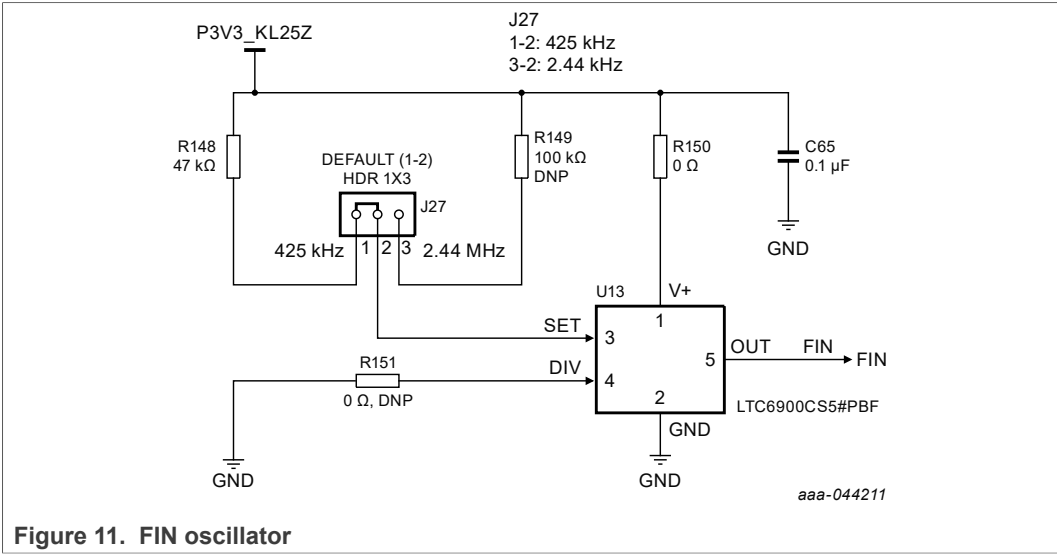 P3V3_KL25Z
J27
1-2: 425 kHz
3-2: 2.44 kHz
R148
47 kΩ
DEFAULT (1-2)
HDR 1X3
J27
R149
100 kΩ
DNP
R150
0 Ω
C65
0.1 µF
GND
425 kHz
1 2 3
2.44 MHz
U13
V+
1
SET
3
R151
0 Ω, DNP
DIV
4
5
OUT
FIN
FIN
2
LTC6900CS5#PBF
GND
GND
GND
aaa-044211
Figure 11. FIN oscillator